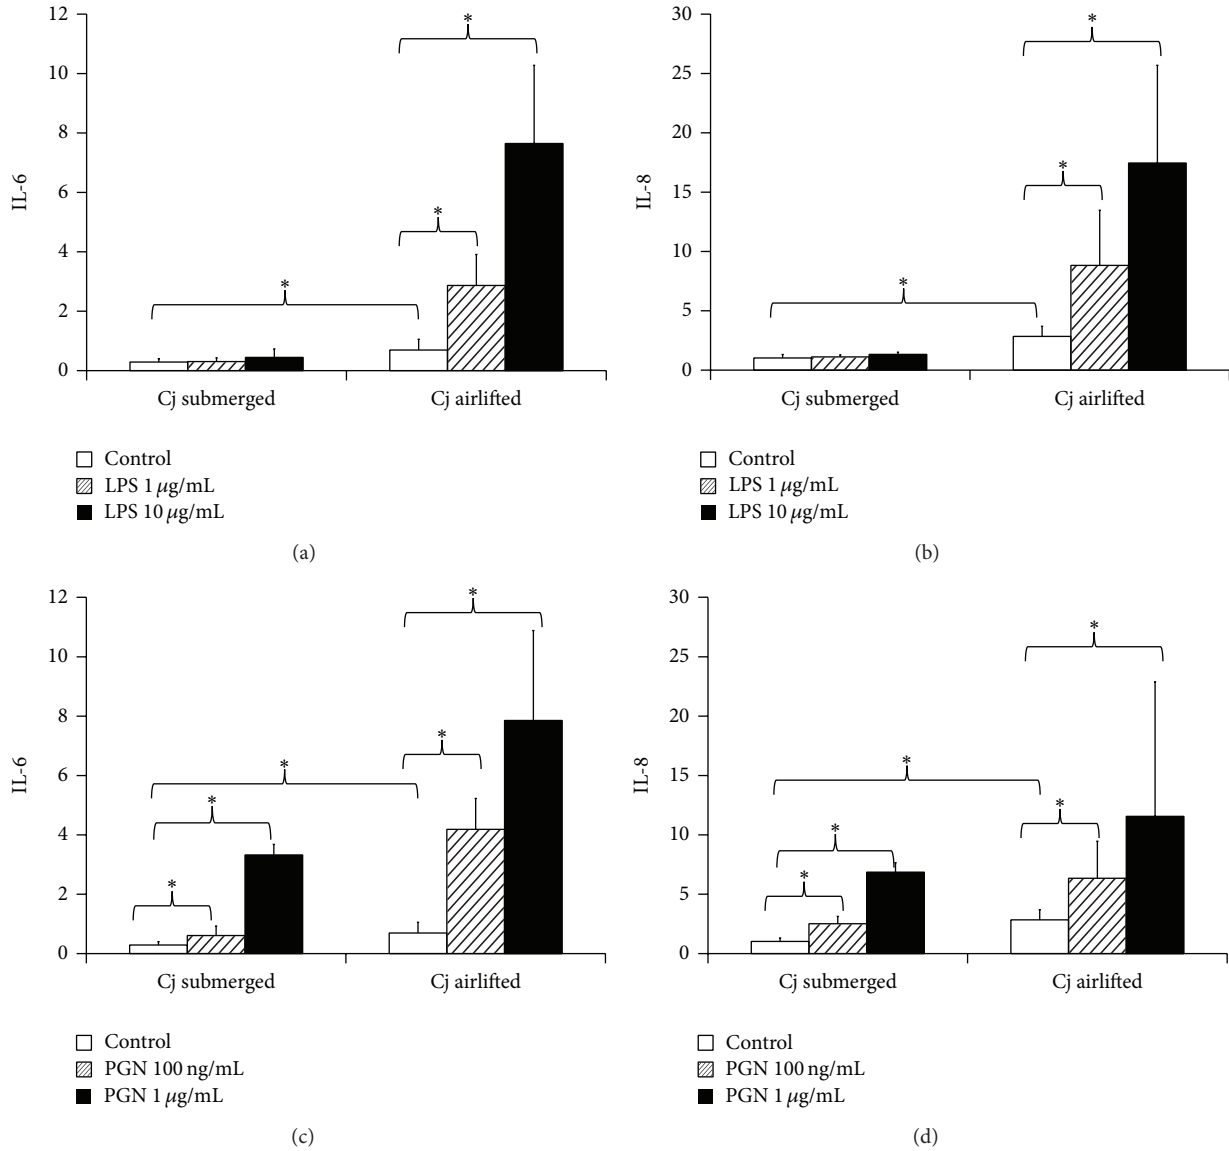 12
10
8
6
4
2
0
IL-6
*
*
*
Cj submerged
Cj airlifted
Control
LPS 1 μg/mL
LPS 10 μg/mL
(a)
30
25
20
15
10
5
0
IL-8
*
*
*
Cj submerged
Cj airlifted
Control
LPS 1 μg/mL
LPS 10 μg/mL
(b)
12
10
8
6
4
2
0
IL-6
*
*
*
*
*
Cj submerged
Cj airlifted
Control
PGN 100 ng/mL
PGN 1 μg/mL
(c)
30
25
20
15
10
5
0
IL-8
*
*
*
*
*
Cj submerged
Cj airlifted
Control
PGN 100 ng/mL
PGN 1 μg/mL
(d)